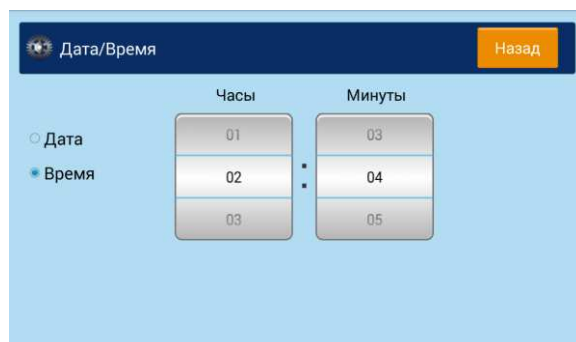 Дата/Время
Назад
Часы
Минуты
Дата
Время
01
03
02
:
04
03
05